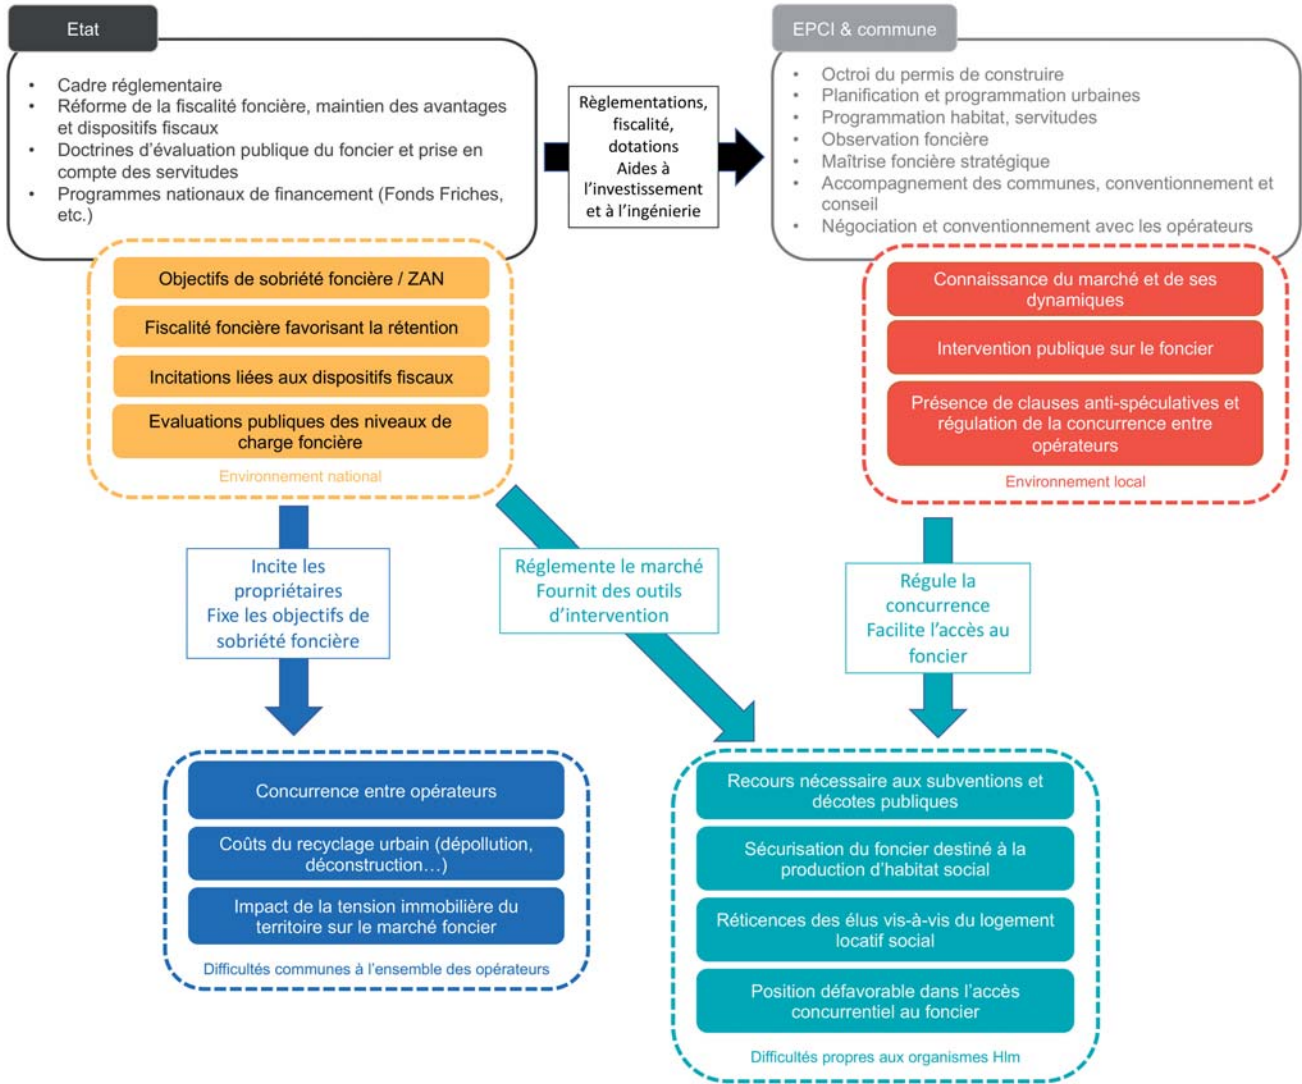 Etat
• Cadre réglementaire
• Réforme de la fiscalité foncière, maintien des avantages
et dispositifs fiscaux
• Doctrines d'évaluation publique du foncier et prise en
compte des servitudes
• Programmes nationaux de financement (Fonds Friches,
etc.)
Règlementations,
fiscalité,
dotations
Aides à
l'investissement
et à l'ingénierie
EPCI & commune
• Octroi du permis de construire
• Planification et programmation urbaines
• Programmation habitat, servitudes
• Observation foncière
• Maîtrise foncière stratégique
• Accompagnement des communes, conventionnement et
conseil
• Négociation et conventionnement avec les opérateurs
Objectifs de sobriété foncière / ZAN
Fiscalité foncière favorisant la rétention
Incitations liées aux dispositifs fiscaux
Evaluations publiques des niveaux de
charge foncière
Environnement national
Connaissance du marché et de ses
dynamiques
Intervention publique sur le foncier
Présence de clauses anti-spéculatives et
régulation de la concurrence entre
opérateurs
Environnement local
Incite les
propriétaires
Fixe les objectifs de
sobriété foncière
Réglemente le marché
Fournit des outils
d'intervention
Régule la
concurrence
Facilite l'accès au
foncier
Concurrence entre opérateurs
Coûts du recyclage urbain (dépollution,
déconstruction…)
Impact de la tension immobilière du
territoire sur le marché foncier
Difficultés communes à l'ensemble des opérateurs
Recours nécessaire aux subventions et
décotes publiques
Sécurisation du foncier destiné à la
production d'habitat social
Réticences des élus vis-à-vis du logement
locatif social
Position défavorable dans l'accès
concurrentiel au foncier
Difficultés propres aux organismes Hlm